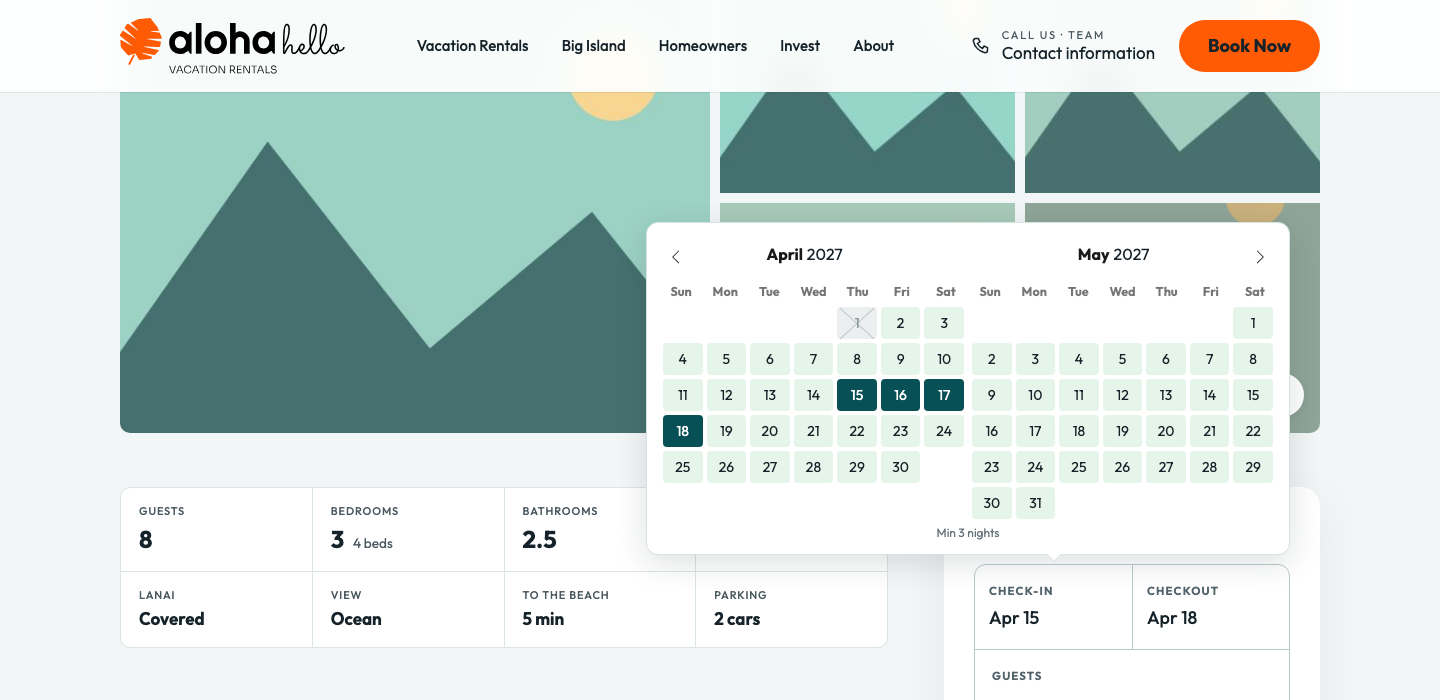 aloha hello
VACATION RENTALS
Vacation Rentals Big Island Homeowners Invest About
CALL US · TEAM
Contact information
Book Now
April 2027 May 2027
Sun Mon Tue Wed Thu Fri Sat Sun Mon Tue Wed Thu Fri Sat
1 2 3 1
4 5 6 7 8 9 10 2 3 4 5 6 7 8
11 12 13 14 15 16 17 9 10 11 12 13 14 15
18 19 20 21 22 23 24 16 17 18 19 20 21 22
25 26 27 28 29 30 23 24 25 26 27 28 29
30 31
Min 3 nights
GUESTS BEDROOMS BATHROOMS
8 3 4 beds 2.5
LANAI VIEW TO THE BEACH PARKING
Covered Ocean 5 min 2 cars
CHECK-IN CHECKOUT
Apr 15 Apr 18
GUESTS